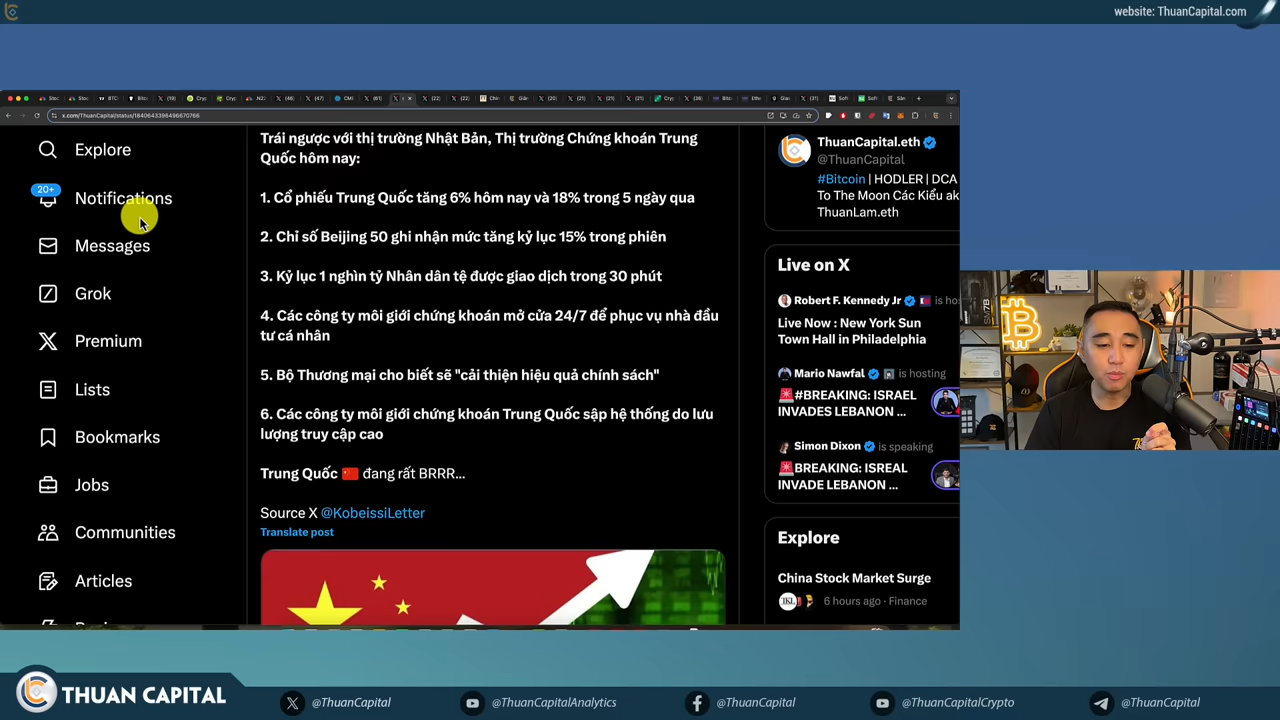 website: ThuanCapital.com
x.com/ThuanCapital/status/1840643398496670766
Explore
20+
Notifications
Messages
Grok
Premium
Lists
Bookmarks
Jobs
Communities
Articles
Trái ngược với thị trường Nhật Bản, Thị trường Chứng khoán Trung
Quốc hôm nay:
1. Cổ phiếu Trung Quốc tăng 6% hôm nay và 18% trong 5 ngày qua
2. Chỉ số Beijing 50 ghi nhận mức tăng kỷ lục 15% trong phiên
3. Kỷ lục 1 nghìn tỷ Nhân dân tệ được giao dịch trong 30 phút
4. Các công ty môi giới chứng khoán mở cửa 24/7 để phục vụ nhà đầu
tư cá nhân
5. Bộ Thương mại cho biết sẽ "cải thiện hiệu quả chính sách"
6. Các công ty môi giới chứng khoán Trung Quốc sập hệ thống do lưu
lượng truy cập cao
Trung Quốc đang rất BRRR...
Source X @KobeissiLetter
Translate post
ThuanCapital.eth
@ThuanCapital
#Bitcoin | HODLER | DCA
To The Moon Các Kiểu ak
ThuanLam.et
Live on X
Robert F. Kennedy Jr is ho
Live Now : New York Sun
Town Hall in Philadelphia
Mario Nawfal is hosting
#BREAKING: ISRAEL
INVADES LEBANON ...
Simon Dixon is speaking
BREAKING: ISREAL
INVADE LEBANON ...
Explore
China Stock Market Surge
6 hours ago · Finance
THUAN CAPITAL
@ThuanCapital
@ThuanCapitalAnalytics
@ThuanCapital
@ThuanCapitalCrypto
@ThuanCapital